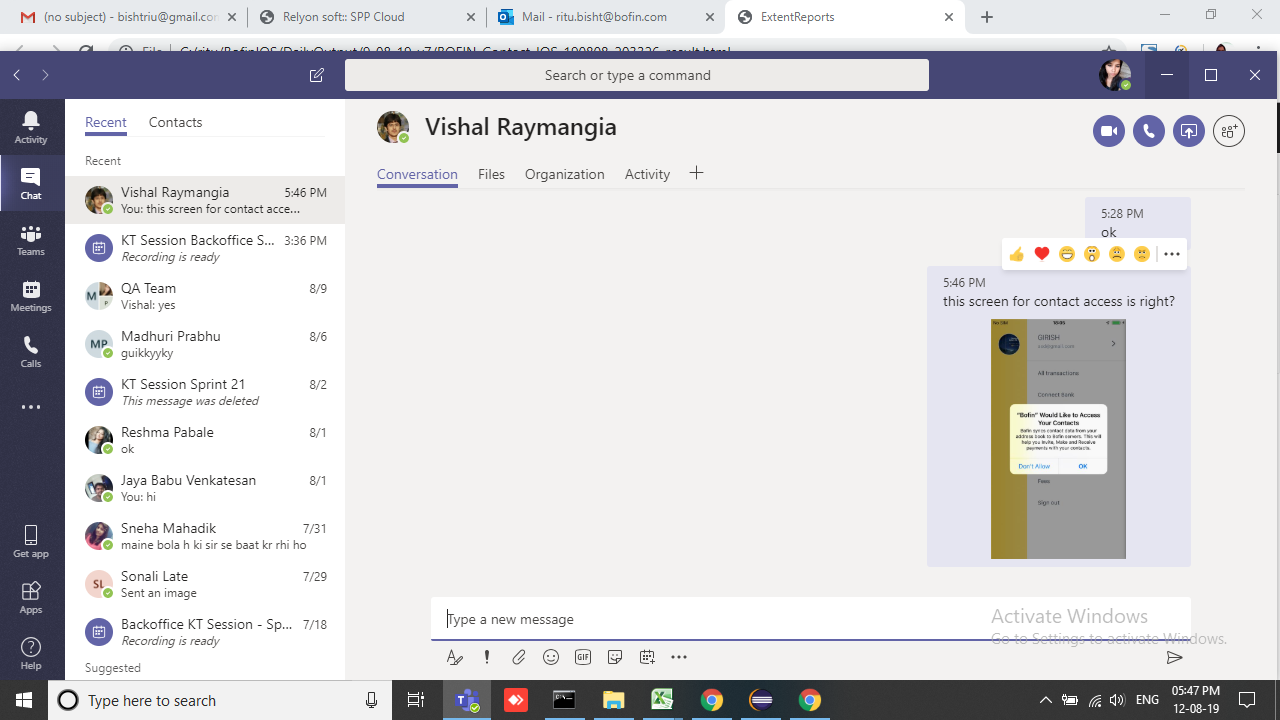 (no subject) - bishtriu@gmail.con
Relyon soft:: SPP Cloud
Mail - ritu.bisht@bofin.com
ExtentReports
Search or type a command
Activity
Chat
Teams
Meetings
Calls
Get app
Apps
Help
Recent
Contacts
Recent
Vishal Raymangia
5:46 PM
You: this screen for contact acce...
KT Session Backoffice S...
3:36 PM
Recording is ready
QA Team
8/9
Vishal: yes
Madhuri Prabhu
8/6
guikkyyky
KT Session Sprint 21
8/2
This message was deleted
Reshma Pabale
8/1
ok
Jaya Babu Venkatesan
8/1
You: hi
Sneha Mahadik
7/31
maine bola h ki sir se baat kr rhi ho
Sonali Late
7/29
Sent an image
Backoffice KT Session - Sp...
7/18
Recording is ready
Suggested
M
P
MP
SL
Vishal Raymangia
Conversation
Files
Organization
Activity
5:28 PM
ok
5:46 PM
this screen for contact access is right?
GIRISH
All transactions
Connect Bank
"Bofin" Would Like to Access
Your Contacts
Bofin syncs contact data from your
address book to Bofin servers. This will
help you Invite, Make and Receive
payments with your contacts.
Don't Allow
OK
Fees
Sign out
Type a new message
GIF
Activate Windows
Go to Settings to activate Windows.
Type here to search
ENG
05:47 PM
12-08-19